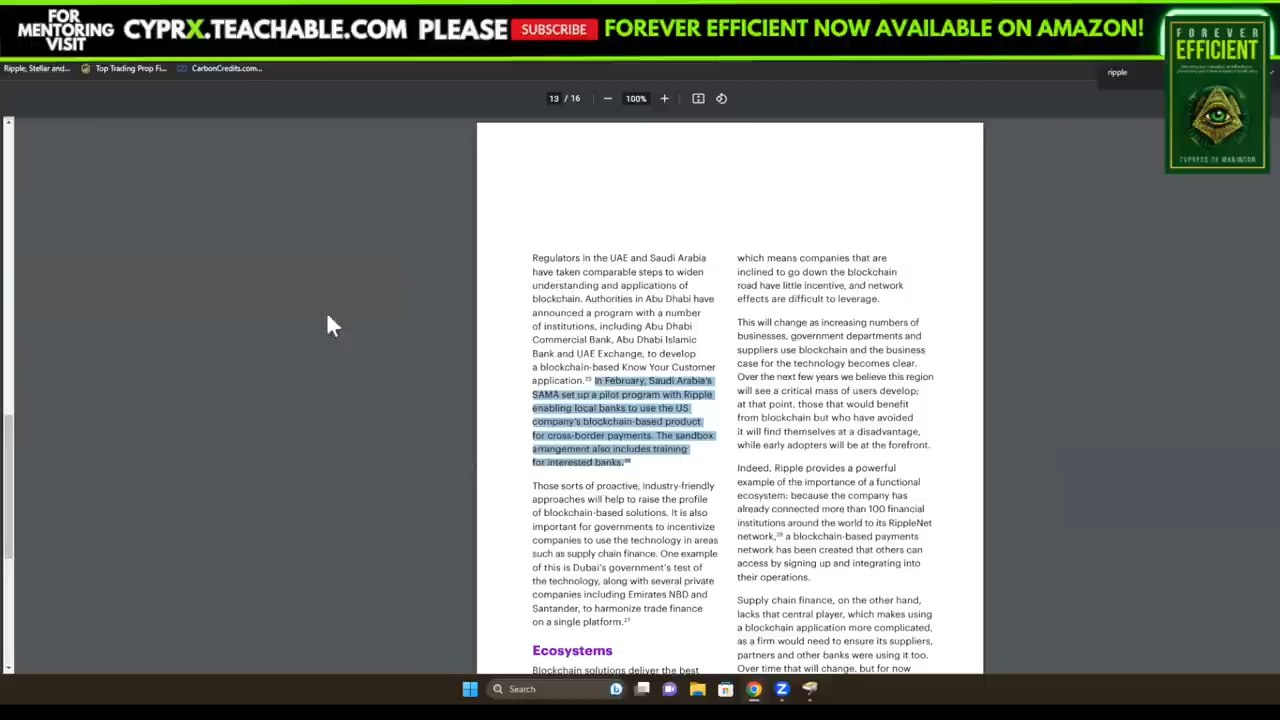 FOR
MENTORING
VISIT
CYPRX.TEACHABLE.COM PLEASE SUBSCRIBE FOREVER EFFICIENT NOW AVAILABLE ON AMAZON!
FOREVER
EFFICIENT
Ripple, Stellar and... Top Trading Prop Fi... CarbonCredits.com...
ripple
13 / 16 100%
Regulators in the UAE and Saudi Arabia
have taken comparable steps to widen
understanding and applications of
blockchain. Authorities in Abu Dhabi have
announced a program with a number
of institutions, including Abu Dhabi
Commercial Bank, Abu Dhabi Islamic
Bank and UAE Exchange, to develop
a blockchain-based Know Your Customer
application.25 In February, Saudi Arabia's
SAMA set up a pilot program with Ripple
enabling local banks to use the US
company's blockchain-based product
for cross-border payments. The sandbox
arrangement also includes training
for interested banks.26
Those sorts of proactive, industry-friendly
approaches will help to raise the profile
of blockchain-based solutions. It is also
important for governments to incentivize
companies to use the technology in areas
such as supply chain finance. One example
of this is Dubai's government's test of
the technology, along with several private
companies including Emirates NBD and
Santander, to harmonize trade finance
on a single platform.27
Ecosystems
Blockchain solutions deliver the best
which means companies that are
inclined to go down the blockchain
road have little incentive, and network
effects are difficult to leverage.
This will change as increasing numbers of
businesses, government departments and
suppliers use blockchain and the business
case for the technology becomes clear.
Over the next few years we believe this region
will see a critical mass of users develop;
at that point, those that would benefit
from blockchain but who have avoided
it will find themselves at a disadvantage,
while early adopters will be at the forefront.
Indeed, Ripple provides a powerful
example of the importance of a functional
ecosystem: because the company has
already connected more than 100 financial
institutions around the world to its RippleNet
network,28 a blockchain-based payments
network has been created that others can
access by signing up and integrating into
their operations.
Supply chain finance, on the other hand,
lacks that central player, which makes using
a blockchain application more complicated,
as a firm would need to ensure its suppliers,
partners and other banks were using it too.
Over time that will change, but for now
Search